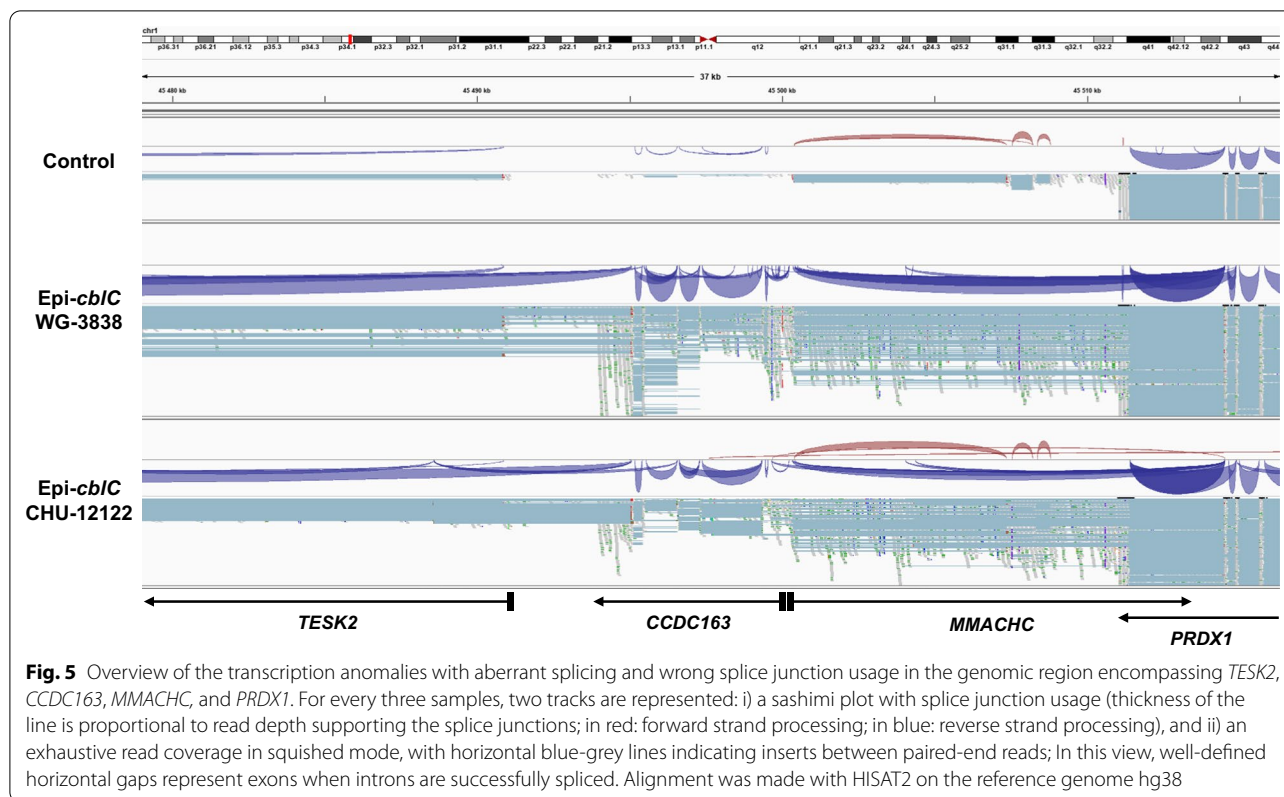 chr1
p36.31 p36.21 p36.12 p35.3 p34.3 p34.1 p32.3 p32.1 p31.2 p31.1 p22.3 p22.1 p21.2 p13.3 p13.1 p11.1 q12 q21.1 q21.3 q23.2 q24.1 q24.3 q25.2 q31.1 q31.3 q32.2 q41 q42.12 q42.2 q43 q44
37 kb
45 480 kb 45 490 kb 45 500 kb 45 510 kb
Control
Epi-cblC
WG-3838
Epi-cblC
CHU-12122
TESK2 CCDC163 MMACHC PRDX1
Fig. 5 Overview of the transcription anomalies with aberrant splicing and wrong splice junction usage in the genomic region encompassing TESK2,
CCDC163, MMACHC, and PRDX1. For every three samples, two tracks are represented: i) a sashimi plot with splice junction usage (thickness of the
line is proportional to read depth supporting the splice junctions; in red: forward strand processing; in blue: reverse strand processing), and ii) an
exhaustive read coverage in squished mode, with horizontal blue-grey lines indicating inserts between paired-end reads; In this view, well-defined
horizontal gaps represent exons when introns are successfully spliced. Alignment was made with HISAT2 on the reference genome hg38